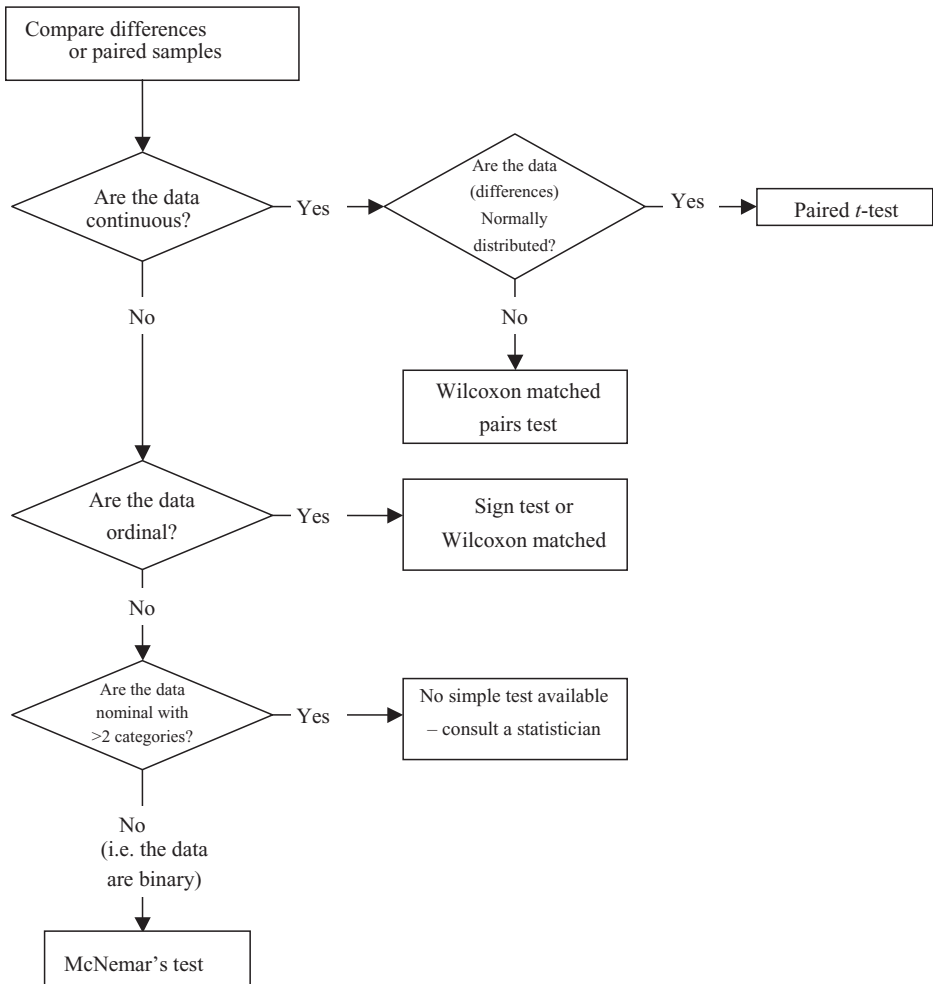 Compare differences
or paired samples
Are the data
continuous?
Yes
Are the data
(differences)
Normally
distributed?
Yes
Paired t-test
No
No
Wilcoxon matched
pairs test
Are the data
ordinal?
Yes
Sign test or
Wilcoxon matched
No
Are the data
nominal with
>2 categories?
Yes
No simple test available
– consult a statistician
No
(i.e. the data
are binary)
McNemar’s test